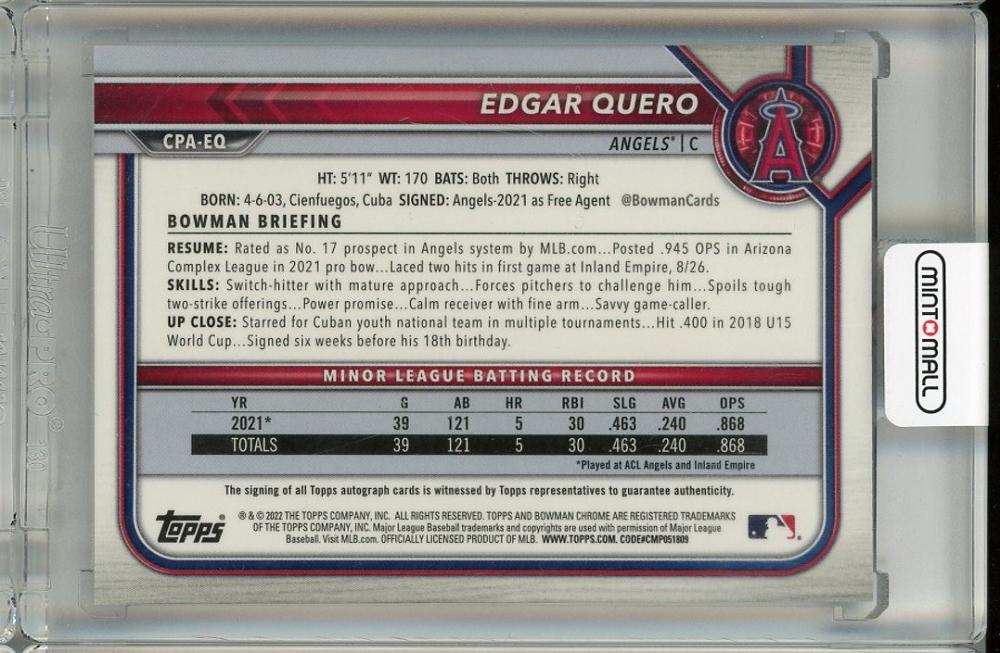 EDGAR QUERO
CPA-EQ
ANGELS® | C
HT: 5'11" WT: 170 BATS: Both THROWS: Right
BORN: 4-6-03, Cienfuegos, Cuba SIGNED: Angels-2021 as Free Agent @BowmanCards
BOWMAN BRIEFING
RESUME: Rated as No. 17 prospect in Angels system by MLB.com...Posted .945 OPS in Arizona
Complex League in 2021 pro bow...Laced two hits in first game at Inland Empire, 8/26.
SKILLS: Switch-hitter with mature approach...Forces pitchers to challenge him...Spoils tough
two-strike offerings...Power promise...Calm receiver with fine arm...Savvy game-caller.
UP CLOSE: Starred for Cuban youth national team in multiple tournaments...Hit .400 in 2018 U15
World Cup...Signed six weeks before his 18th birthday.
MINOR LEAGUE BATTING RECORD
YR G AB HR RBI SLG AVG OPS
2021* 39 121 5 30 .463 .240 .868
TOTALS 39 121 5 30 .463 .240 .868
*Played at ACL Angels and Inland Empire
The signing of all Topps autograph cards is witnessed by Topps representatives to guarantee authenticity.
topps®
® & © 2022 THE TOPPS COMPANY, INC. ALL RIGHTS RESERVED. TOPPS AND BOWMAN CHROME ARE REGISTERED TRADEMARKS
OF THE TOPPS COMPANY, INC. Major League Baseball trademarks and copyrights are used with permission of Major League
Baseball. Visit MLB.com. OFFICIALLY LICENSED PRODUCT OF MLB. WWW.TOPPS.COM. CODE#CMP051809
MINTOMALL
Ultra PRO® 130
A